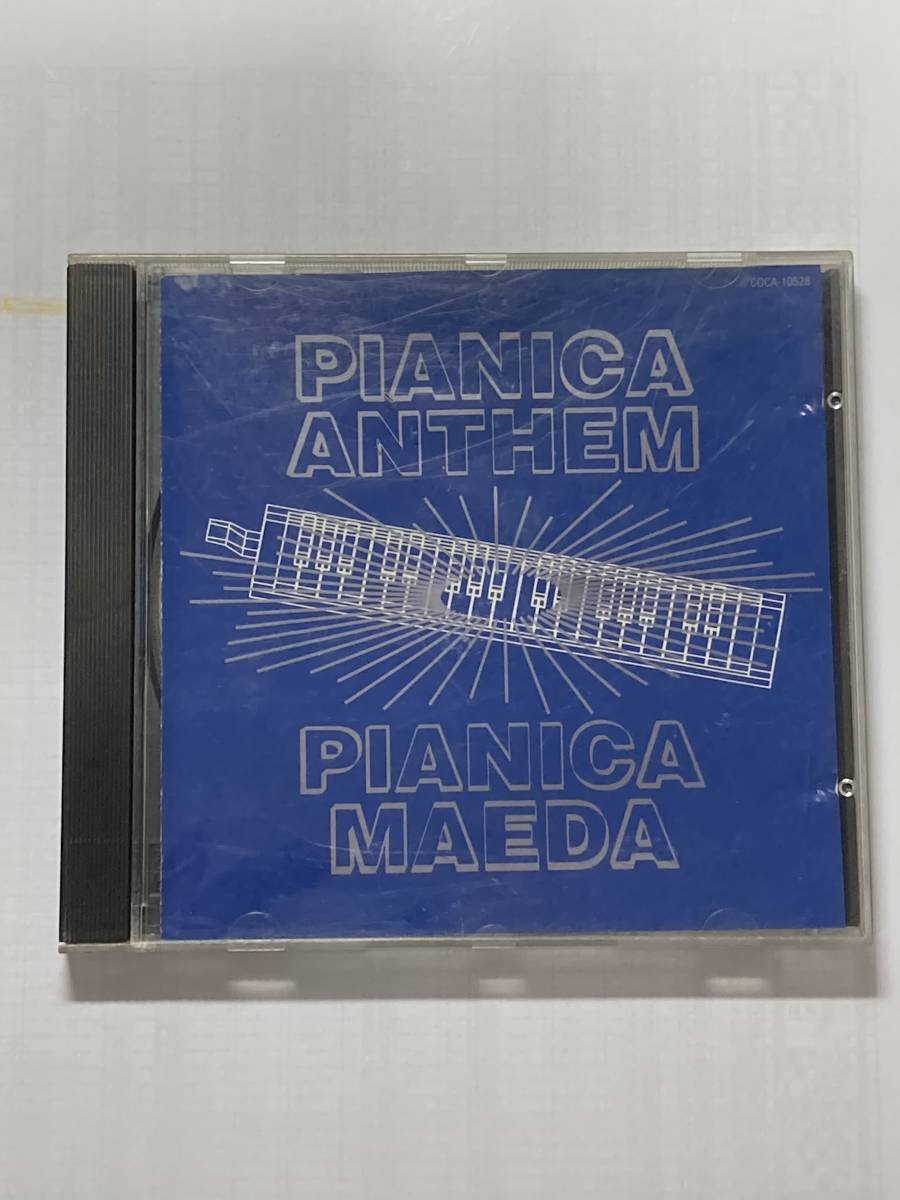 COCA-10528
PIANICA
ANTHEM
PIANICA
MAEDA